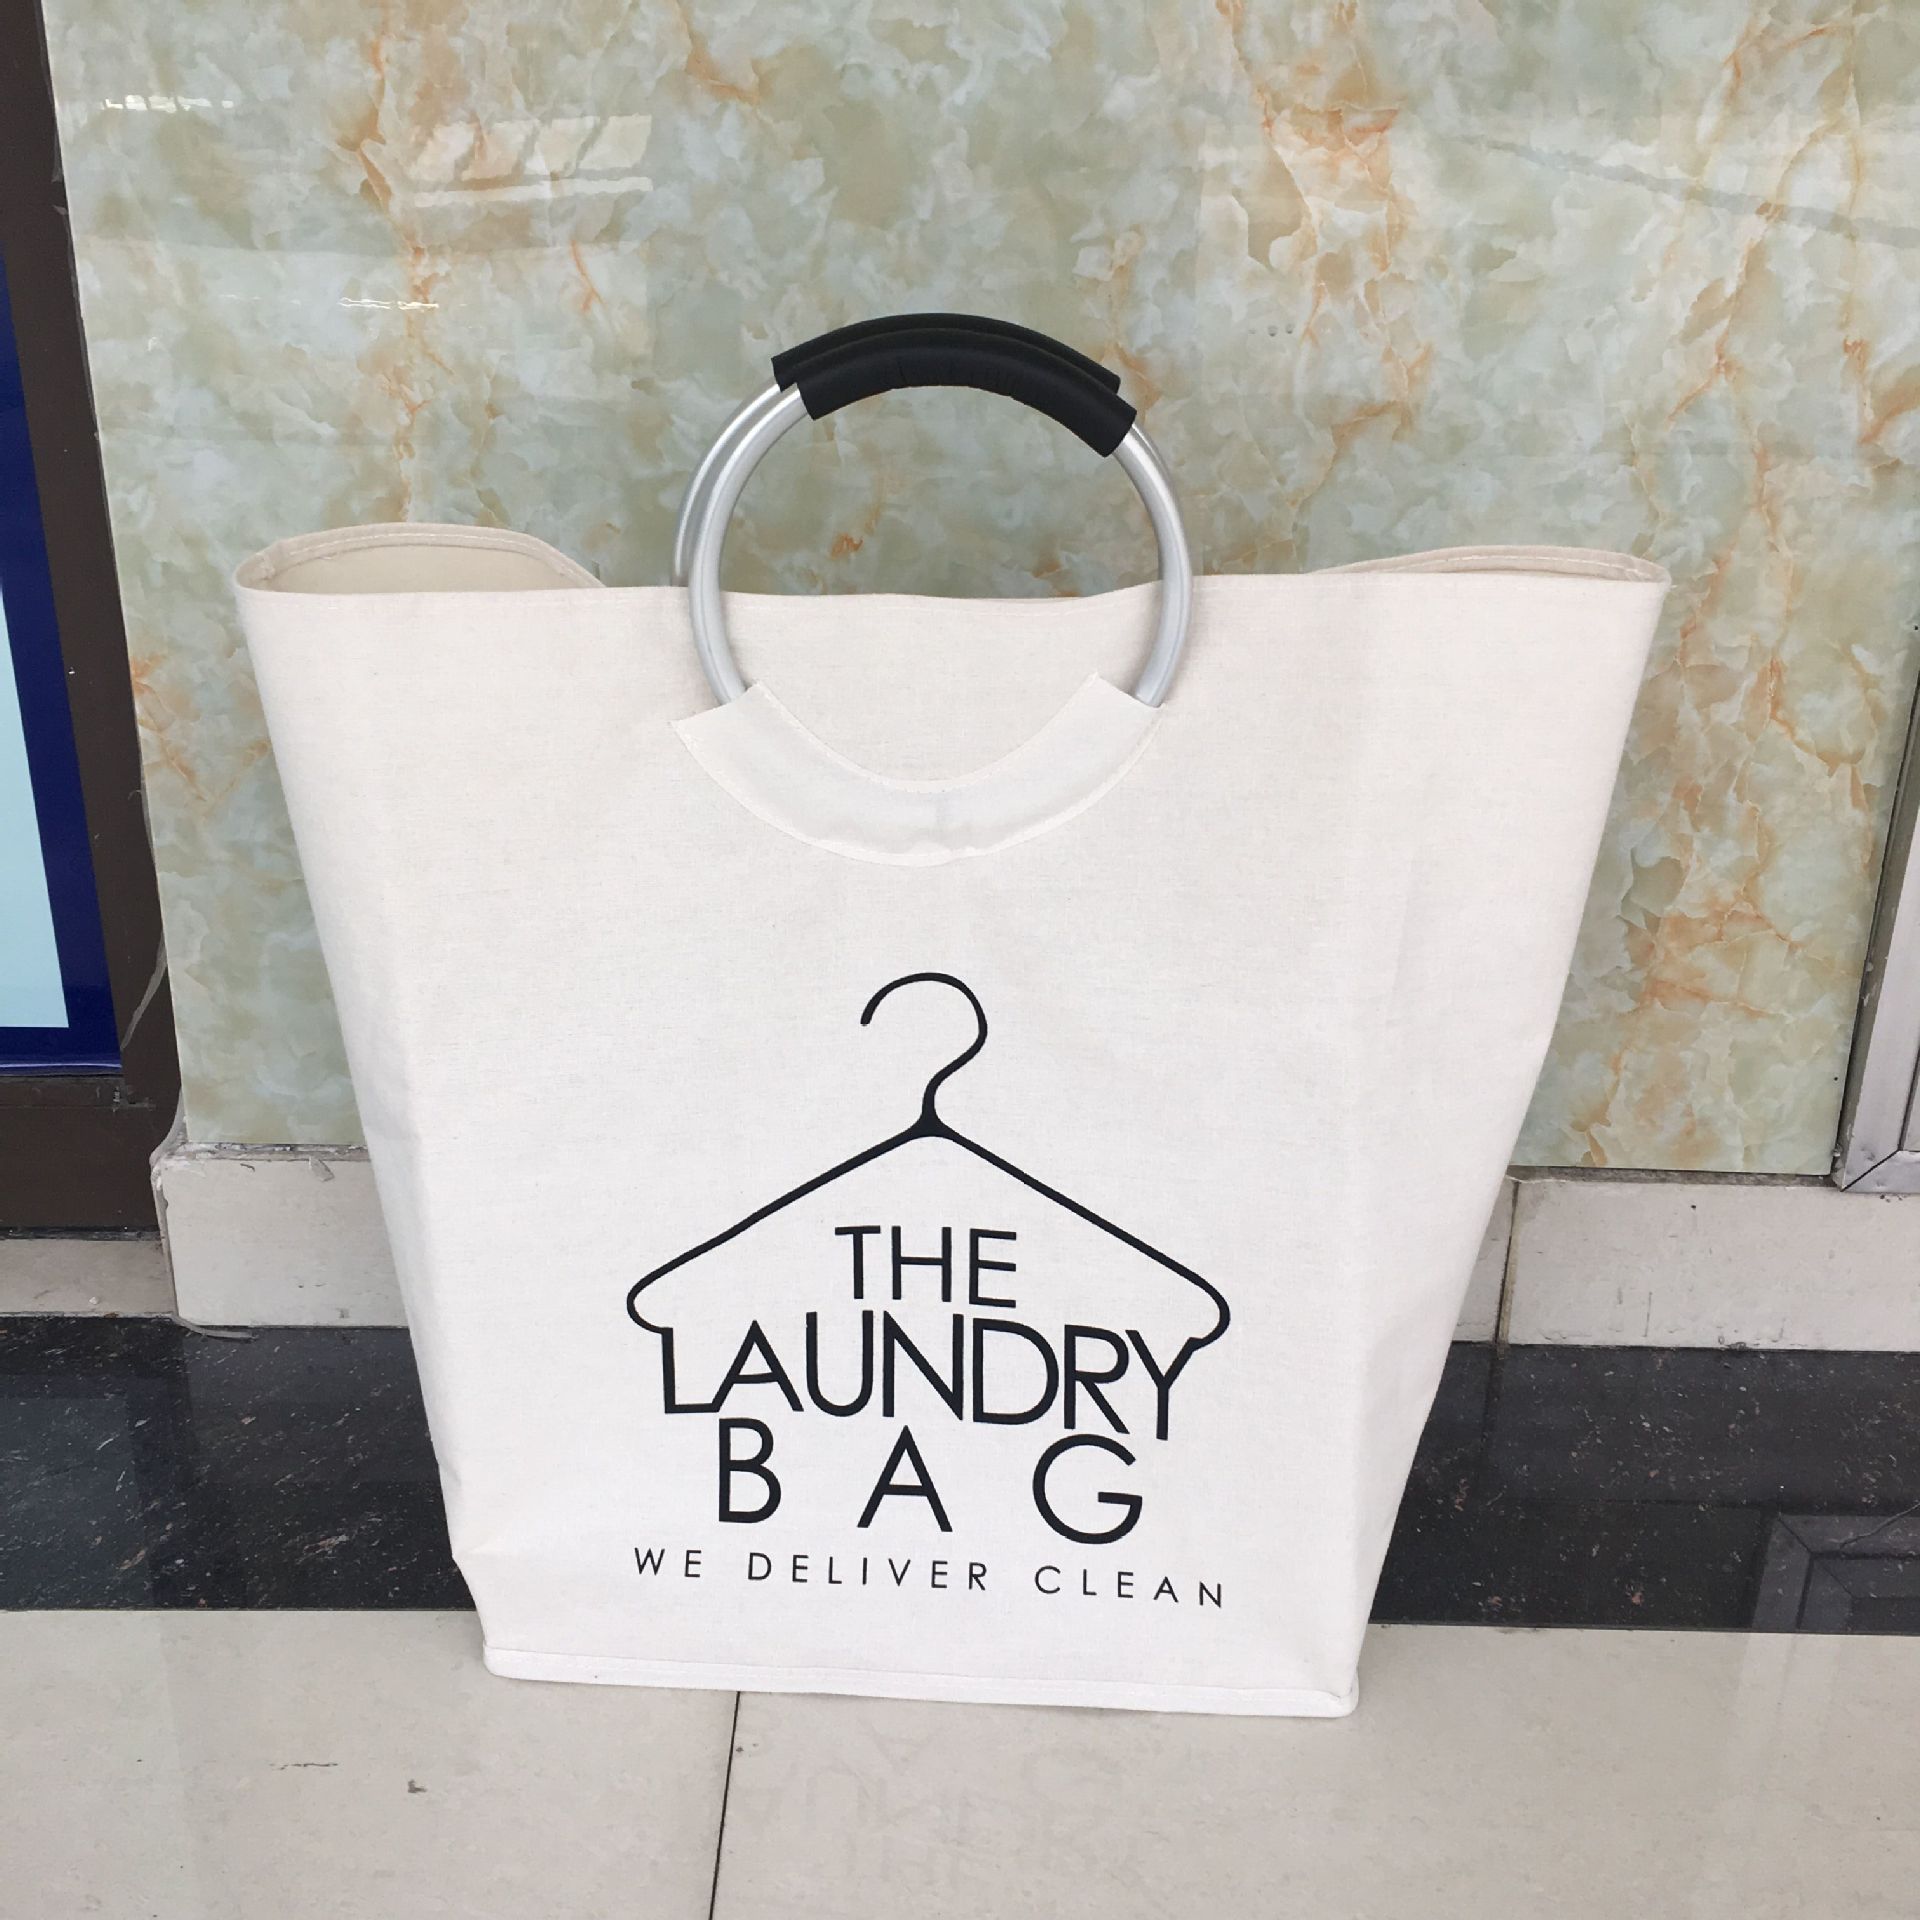 THE
LAUNDRY
BAG
WE DELIVER CLEAN